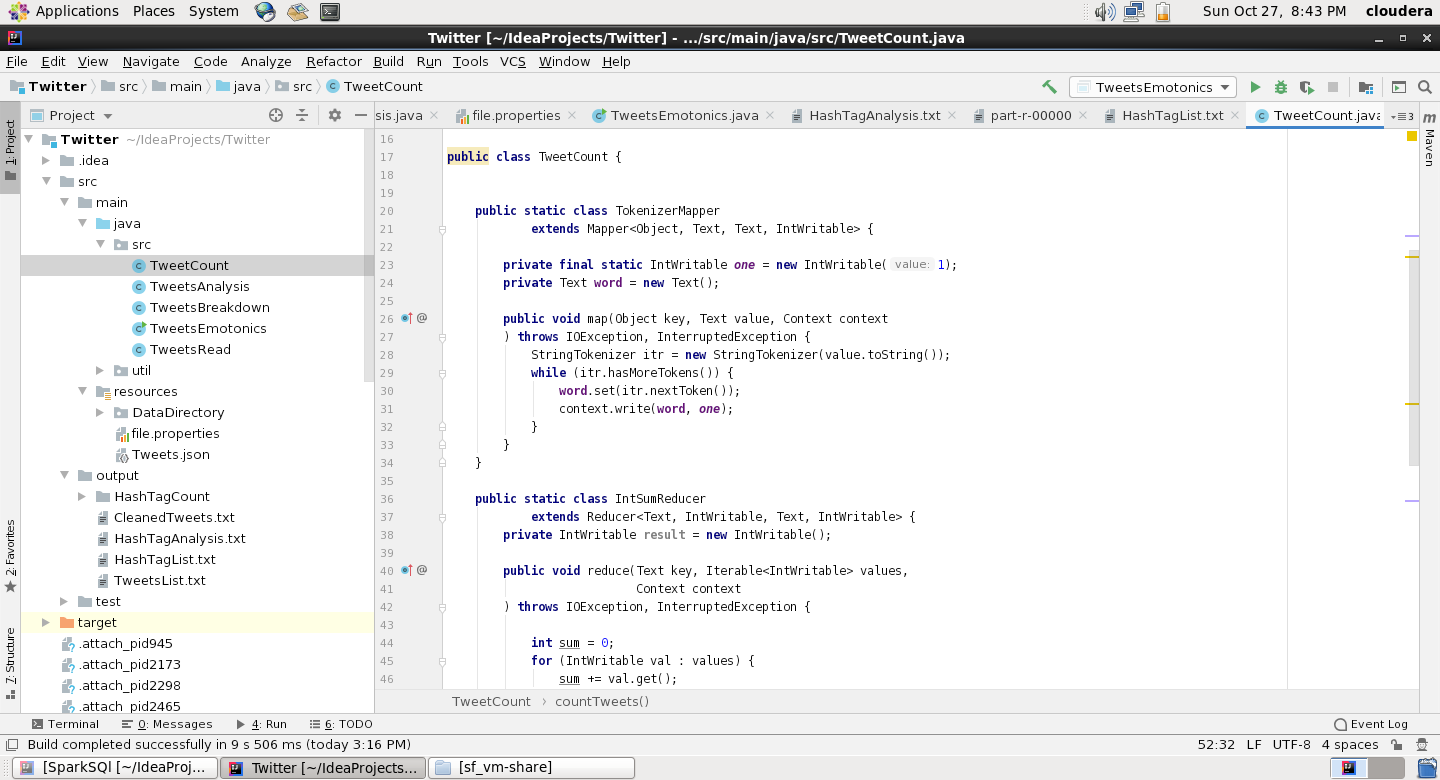 Applications Places System Sun Oct 27, 8:43 PM cloudera
Twitter [~/IdeaProjects/Twitter] - .../src/main/java/src/TweetCount.java
File Edit View Navigate Code Analyze Refactor Build Run Tools VCS Window Help
Twitter src main java src TweetCount TweetsEmotonics
Project sis.java file.properties TweetsEmotonics.java HashTagAnalysis.txt part-r-00000 HashTagList.txt TweetCount.java 3
1: Project
2: Favorites
7: Structure
Maven
Twitter ~/IdeaProjects/Twitter
.idea
src
main
java
src
TweetCount
TweetsAnalysis
TweetsBreakdown
TweetsEmotonics
TweetsRead
util
resources
DataDirectory
file.properties
Tweets.json
output
HashTagCount
CleanedTweets.txt
HashTagAnalysis.txt
HashTagList.txt
TweetsList.txt
test
target
.attach_pid945
.attach_pid2173
.attach_pid2298
.attach_pid2465
16
17 public class TweetCount {
18
19
20 public static class TokenizerMapper
21 extends Mapper<Object, Text, Text, IntWritable> {
22
23 private final static IntWritable one = new IntWritable( value: 1);
24 private Text word = new Text();
25
26 @ public void map(Object key, Text value, Context context
27 ) throws IOException, InterruptedException {
28 StringTokenizer itr = new StringTokenizer(value.toString());
29 while (itr.hasMoreTokens()) {
30 word.set(itr.nextToken());
31 context.write(word, one);
32 }
33 }
34 }
35
36 public static class IntSumReducer
37 extends Reducer<Text, IntWritable, Text, IntWritable> {
38 private IntWritable result = new IntWritable();
39
40 @ public void reduce(Text key, Iterable<IntWritable> values,
41 Context context
42 ) throws IOException, InterruptedException {
43
44 int sum = 0;
45 for (IntWritable val : values) {
46 sum += val.get();
TweetCount › countTweets()
Terminal 0: Messages 4: Run 6: TODO Event Log
Build completed successfully in 9 s 506 ms (today 3:16 PM) 52:32 LF UTF-8 4 spaces
[SparkSQl [~/IdeaProj... Twitter [~/IdeaProjects... [sf_vm-share]